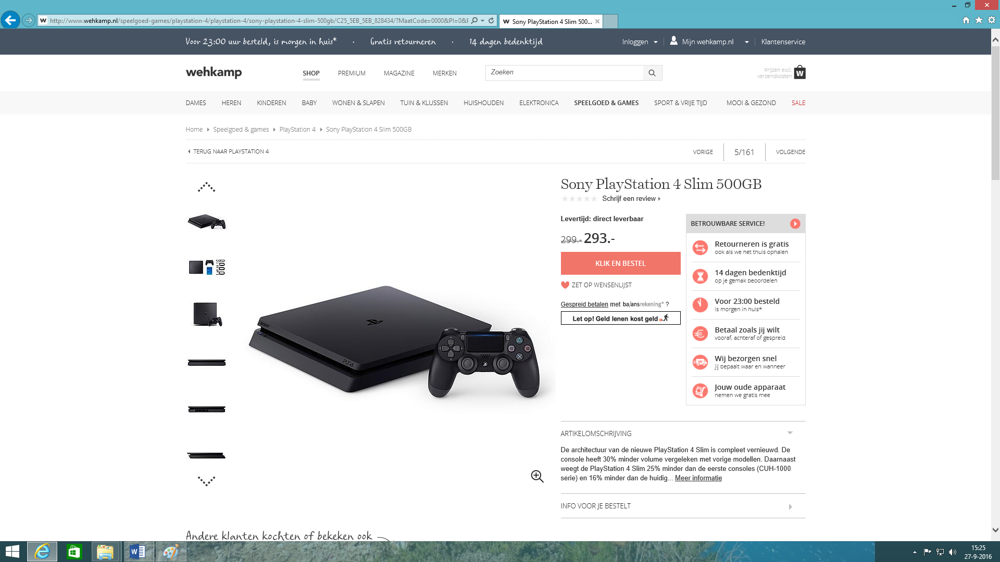 http://www.wehkamp.nl/speelgoed-games/playstation-4/playstation-4/sony-playstation-4-slim-500gb/C25_5EB_5EB_828434/?MaatCode=0000&PI=0&
W Sony PlayStation 4 Slim 500...
Voor 23:00 uur besteld, is morgen in huis* · Gratis retourneren · 14 dagen bedenktijd
Inloggen Mijn wehkamp.nl Klantenservice
wehkamp
SHOP PREMIUM MAGAZINE MERKEN
Zoeken
Prijzen excl.
verzendkosten
W
DAMES HEREN KINDEREN BABY WONEN & SLAPEN TUIN & KLUSSEN HUISHOUDEN ELEKTRONICA SPEELGOED & GAMES SPORT & VRIJE TIJD MOOI & GEZOND SALE
Home Speelgoed & games PlayStation 4 Sony PlayStation 4 Slim 500GB
TERUG NAAR PLAYSTATION 4
VORIGE 5/161 VOLGENDE
Sony PlayStation 4 Slim 500GB
Schrijf een review
Levertijd: direct leverbaar
299.- 293.-
KLIK EN BESTEL
ZET OP WENSENLIJST
Gespreid betalen met balansrekening* ?
Let op! Geld lenen kost geld
BETROUWBARE SERVICE!
Retourneren is gratis
ook als we het thuis ophalen
14 dagen bedenktijd
op je gemak beoordelen
Voor 23:00 besteld
is morgen in huis*
Betaal zoals jij wilt
vooraf, achteraf of gespreid
Wij bezorgen snel
jij bepaalt waar en wanneer
Jouw oude apparaat
nemen we gratis mee
SONY
PS4
ARTIKELOMSCHRIJVING
De architectuur van de nieuwe PlayStation 4 Slim is compleet vernieuwd. De
console heeft 30% minder volume vergeleken met vorige modellen. Daarnaast
weegt de PlayStation 4 Slim 25% minder dan de eerste consoles (CUH-1000
serie) en 16% minder dan de huidig... Meer informatie
INFO VOOR JE BESTELT
Andere klanten kochten of bekeken ook
15:25
27-9-2016